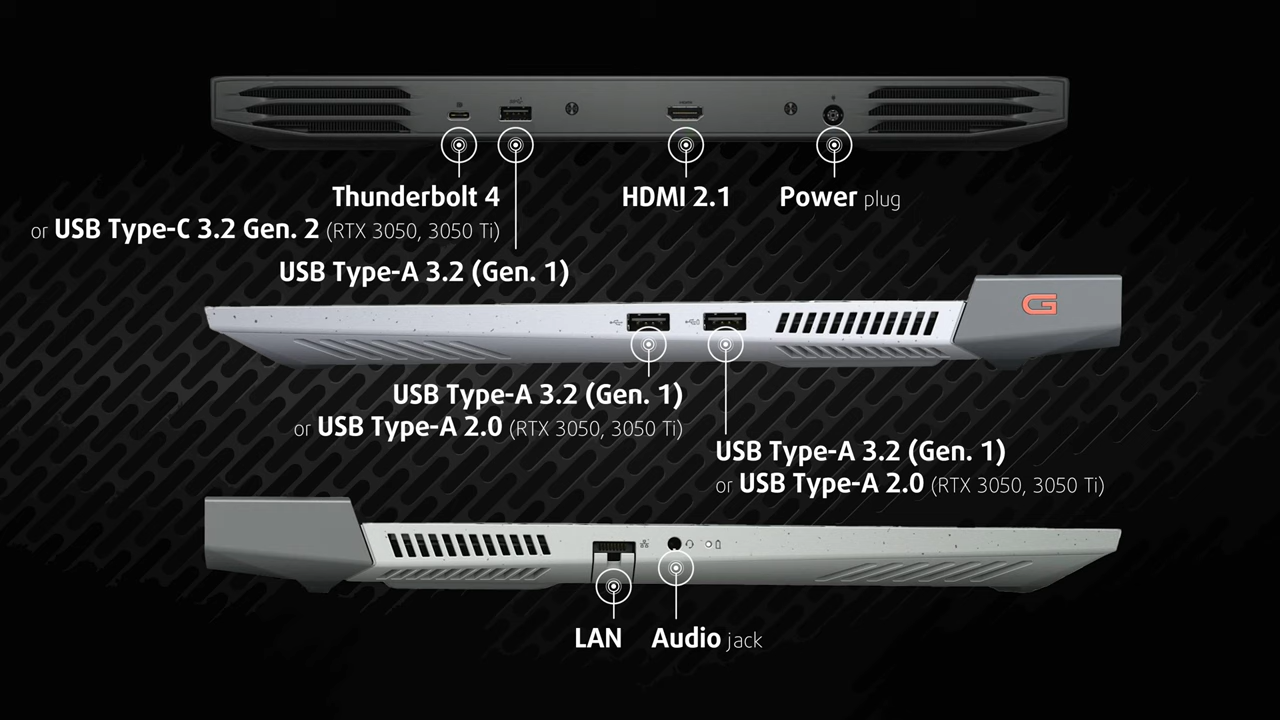 Thunderbolt 4
or USB Type-C 3.2 Gen. 2 (RTX 3050, 3050 Ti)
USB Type-A 3.2 (Gen. 1)
HDMI 2.1
Power plug
G
USB Type-A 3.2 (Gen. 1)
or USB Type-A 2.0 (RTX 3050, 3050 Ti)
USB Type-A 3.2 (Gen. 1)
or USB Type-A 2.0 (RTX 3050, 3050 Ti)
LAN
Audio jack